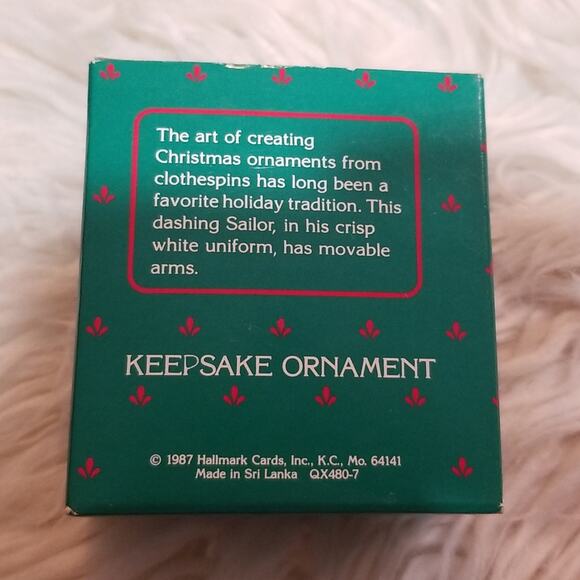 The art of creating
Christmas ornaments from
clothespins has long been a
favorite holiday tradition. This
dashing Sailor, in his crisp
white uniform, has movable
arms.
KEEPSAKE ORNAMENT
© 1987 Hallmark Cards, Inc., K.C., Mo. 64141
Made in Sri Lanka QX480-7